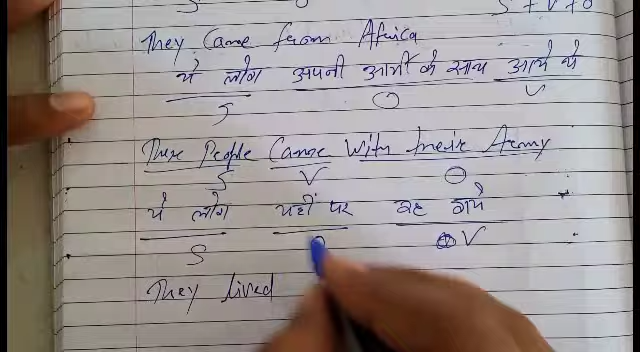 S O S + V + O
They Came from Africa
ये लोग अपनी आर्मी के साथ आये थे
S O V
These People Came With their Army
S V O
ये लोग यहीं पर रह गये
S O V
They lived